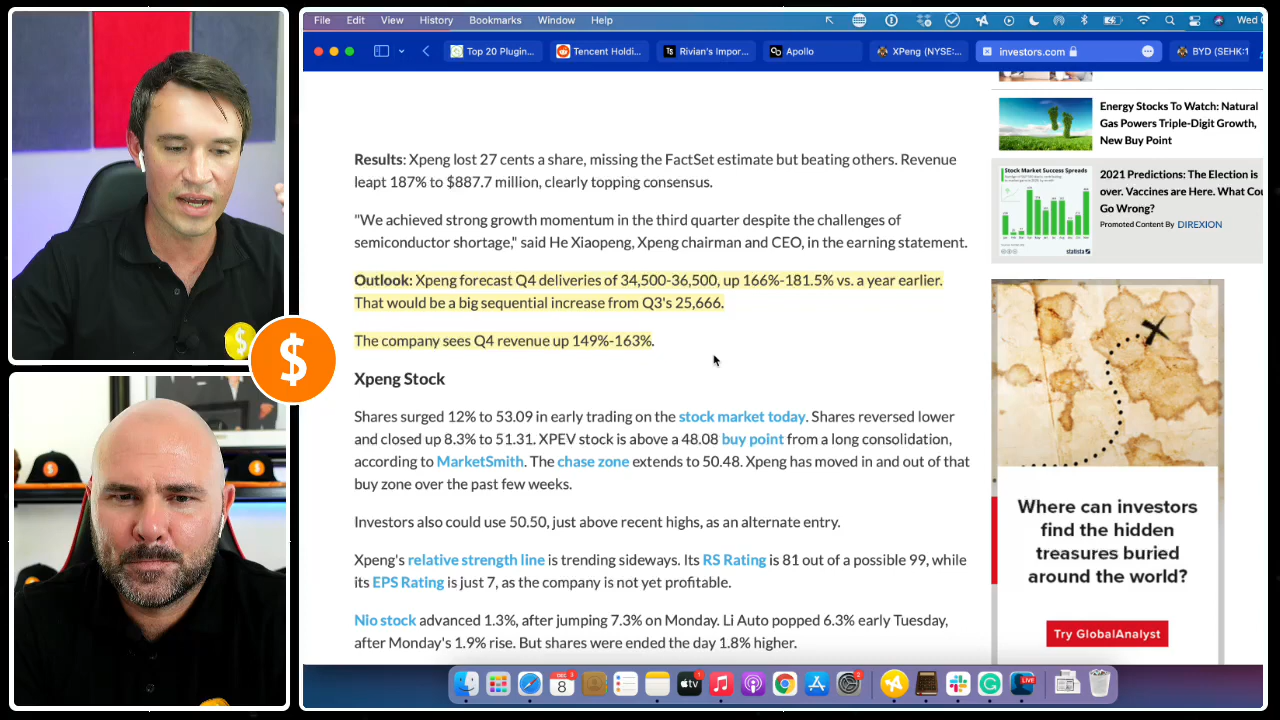 File Edit View History Bookmarks Window Help
Wed
Top 20 Plugin...
Tencent Holdi...
Rivian's Impor...
Apollo
XPeng (NYSE:...
investors.com
BYD (SEHK:1
Results: Xpeng lost 27 cents a share, missing the FactSet estimate but beating others. Revenue
leapt 187% to $887.7 million, clearly topping consensus.
"We achieved strong growth momentum in the third quarter despite the challenges of
semiconductor shortage," said He Xiaopeng, Xpeng chairman and CEO, in the earning statement.
Outlook: Xpeng forecast Q4 deliveries of 34,500-36,500, up 166%-181.5% vs. a year earlier.
That would be a big sequential increase from Q3's 25,666.
The company sees Q4 revenue up 149%-163%.
Xpeng Stock
Shares surged 12% to 53.09 in early trading on the stock market today. Shares reversed lower
and closed up 8.3% to 51.31. XPEV stock is above a 48.08 buy point from a long consolidation,
according to MarketSmith. The chase zone extends to 50.48. Xpeng has moved in and out of that
buy zone over the past few weeks.
Investors also could use 50.50, just above recent highs, as an alternate entry.
Xpeng's relative strength line is trending sideways. Its RS Rating is 81 out of a possible 99, while
its EPS Rating is just 7, as the company is not yet profitable.
Nio stock advanced 1.3%, after jumping 7.3% on Monday. Li Auto popped 6.3% early Tuesday,
after Monday's 1.9% rise. But shares were ended the day 1.8% higher.
Energy Stocks To Watch: Natural
Gas Powers Triple-Digit Growth,
New Buy Point
Stock Market Success Spreads
statista
2021 Predictions: The Election is
over. Vaccines are Here. What Cou
Go Wrong?
Promoted Content By DIREXION
Where can investors
find the hidden
treasures buried
around the world?
Try GlobalAnalyst
$
$
DEC
8
tv
LIVE